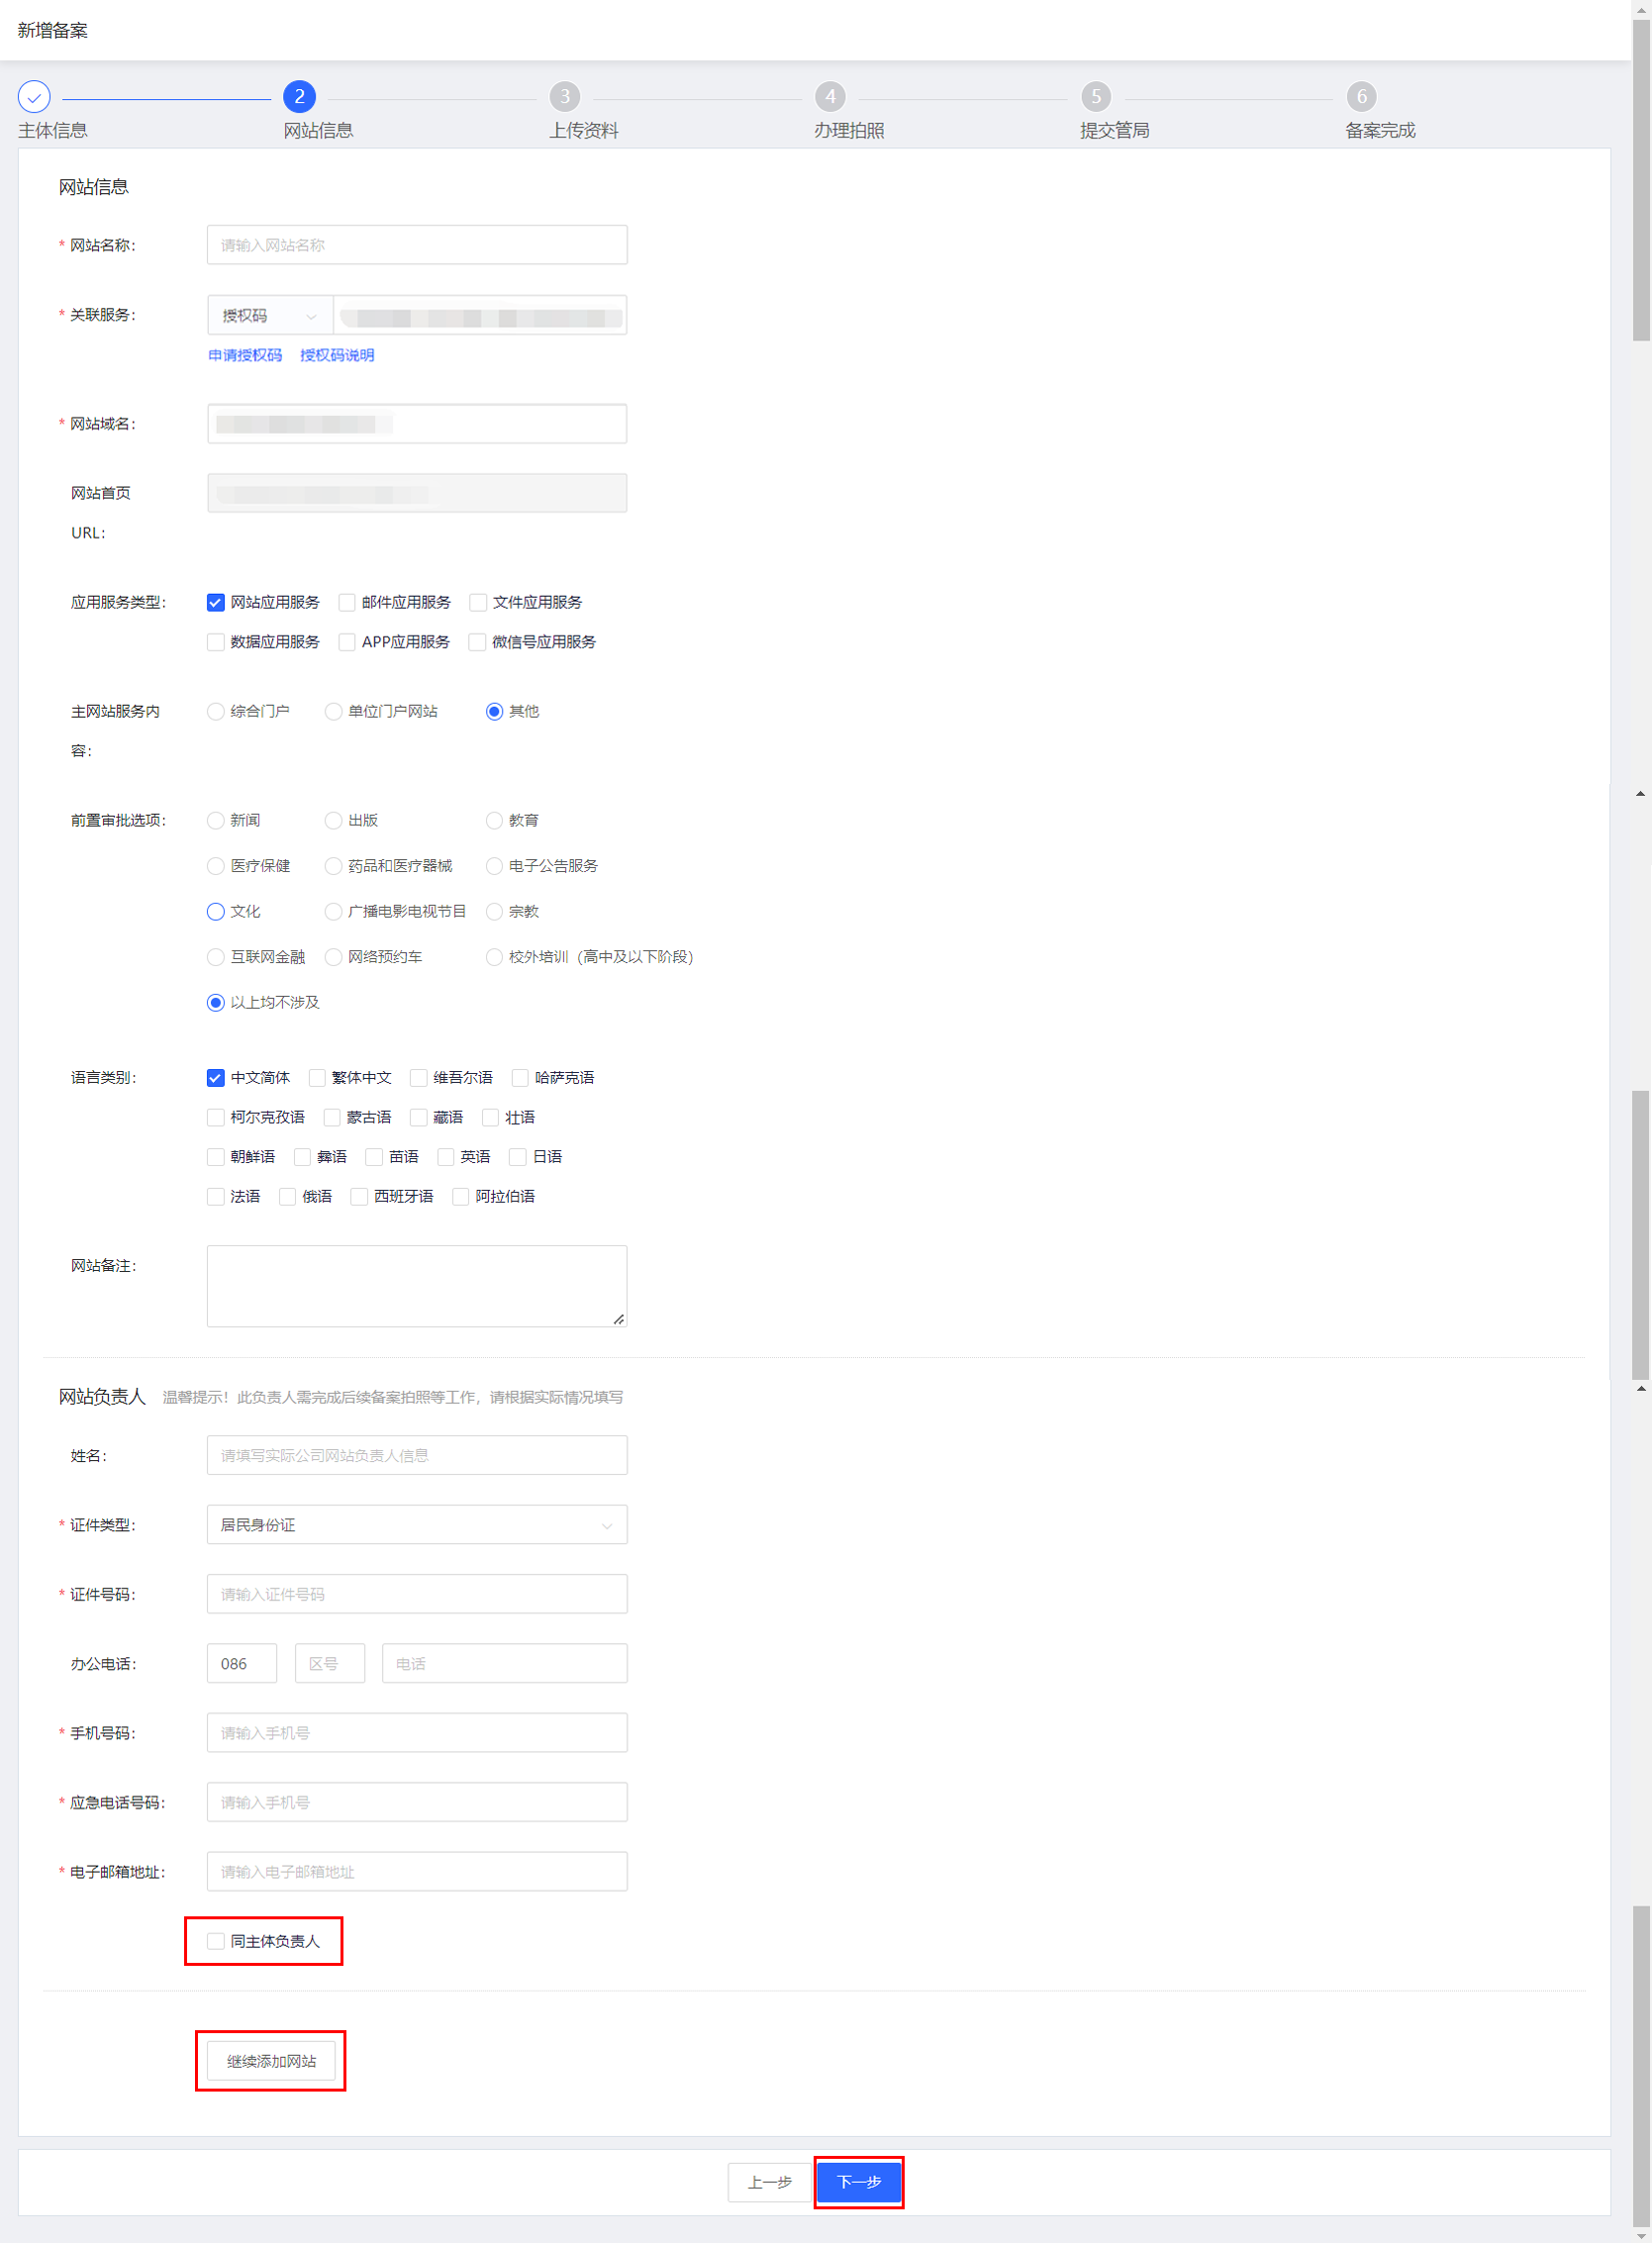 新增备案
2 3 4 5 6
主体信息 网站信息 上传资料 办理拍照 提交管局 备案完成
网站信息
* 网站名称: 请输入网站名称
* 关联服务: 授权码
申请授权码 授权码说明
* 网站域名:
网站首页
URL:
应用服务类型: 网站应用服务 邮件应用服务 文件应用服务
数据应用服务 APP应用服务 微信号应用服务
主网站服务内 综合门户 单位门户网站 其他
容:
前置审批选项: 新闻 出版 教育
医疗保健 药品和医疗器械 电子公告服务
文化 广播电影电视节目 宗教
互联网金融 网络预约车 校外培训（高中及以下阶段）
以上均不涉及
语言类别: 中文简体 繁体中文 维吾尔语 哈萨克语
柯尔克孜语 蒙古语 藏语 壮语
朝鲜语 彝语 苗语 英语 日语
法语 俄语 西班牙语 阿拉伯语
网站备注:
网站负责人 温馨提示！此负责人需完成后续备案拍照等工作，请根据实际情况填写
姓名: 请填写实际公司网站负责人信息
* 证件类型: 居民身份证
* 证件号码: 请输入证件号码
办公电话: 086 区号 电话
* 手机号码: 请输入手机号
* 应急电话号码: 请输入手机号
* 电子邮箱地址: 请输入电子邮箱地址
同主体负责人
继续添加网站
上一步 下一步